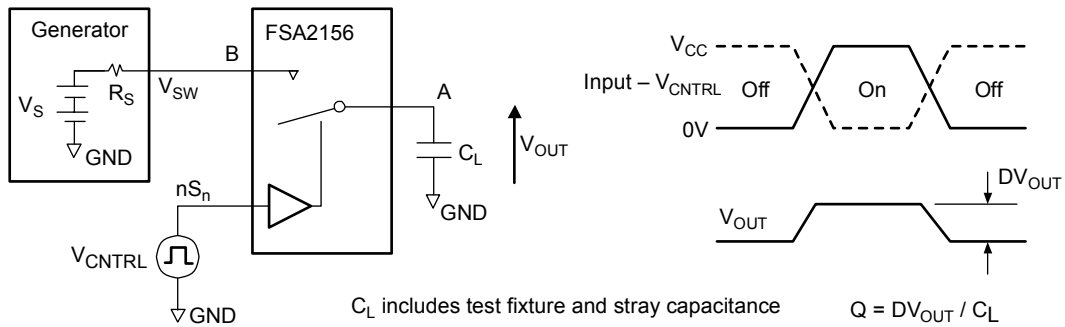 Generator
FSA2156
B
V_S
R_S
V_SW
GND
A
C_L
V_OUT
GND
nS_n
V_CNTRL
GND
V_CC
Input – V_CNTRL
Off
On
Off
0V
V_OUT
DV_OUT
C_L includes test fixture and stray capacitance
Q = DV_OUT / C_L